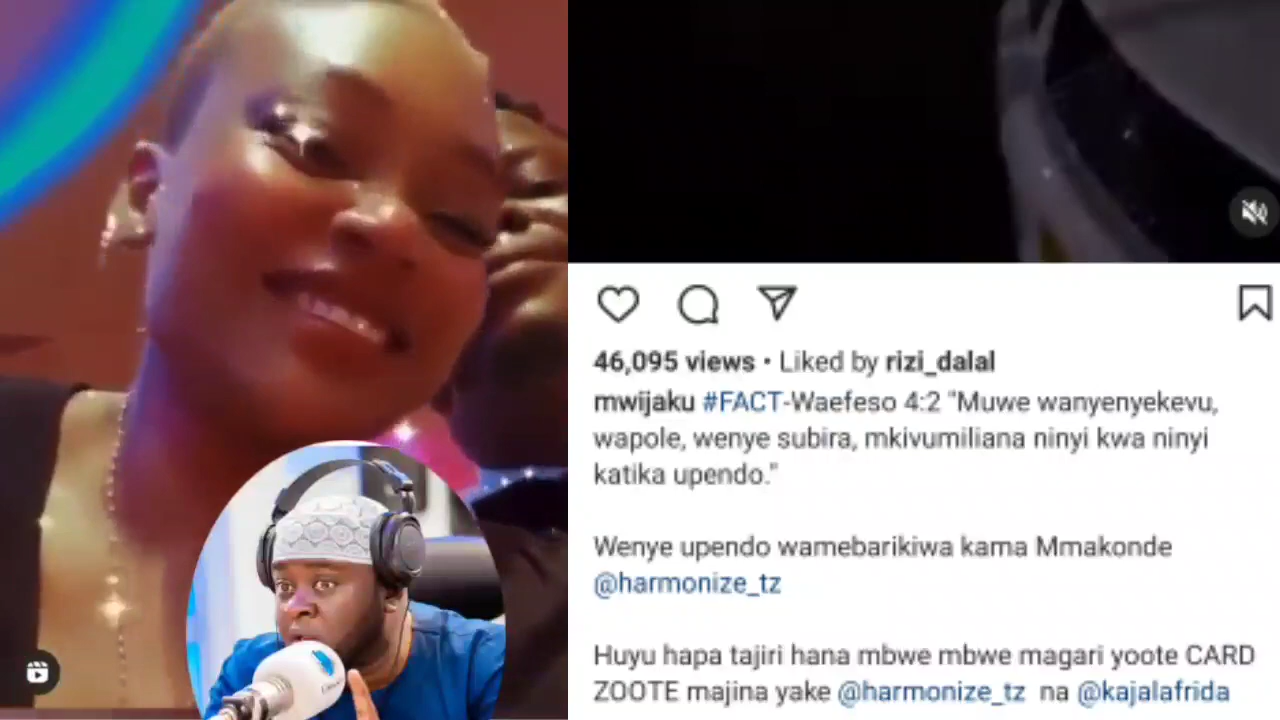 46,095 views • Liked by rizi_dalal
mwijaku #FACT-Waefeso 4:2 "Muwe wanyenyekevu,
wapole, wenye subira, mkivumiliana ninyi kwa ninyi
katika upendo."
Wenye upendo wamebarikiwa kama Mmakonde
@harmonize_tz
Huyu hapa tajiri hana mbwe mbwe magari yoote CARD
ZOOTE majina yake @harmonize_tz na @kajalafrida